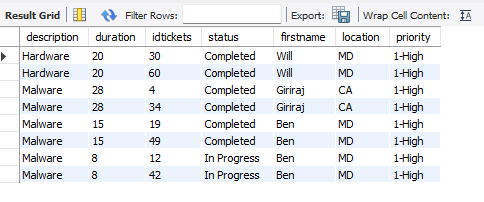 Result Grid Filter Rows: Export: Wrap Cell Content:
description duration idtickets status firstname location priority
Hardware 20 30 Completed Will MD 1-High
Hardware 20 60 Completed Will MD 1-High
Malware 28 4 Completed Giriraj CA 1-High
Malware 28 34 Completed Giriraj CA 1-High
Malware 15 19 Completed Ben MD 1-High
Malware 15 49 Completed Ben MD 1-High
Malware 8 12 In Progress Ben MD 1-High
Malware 8 42 In Progress Ben MD 1-High